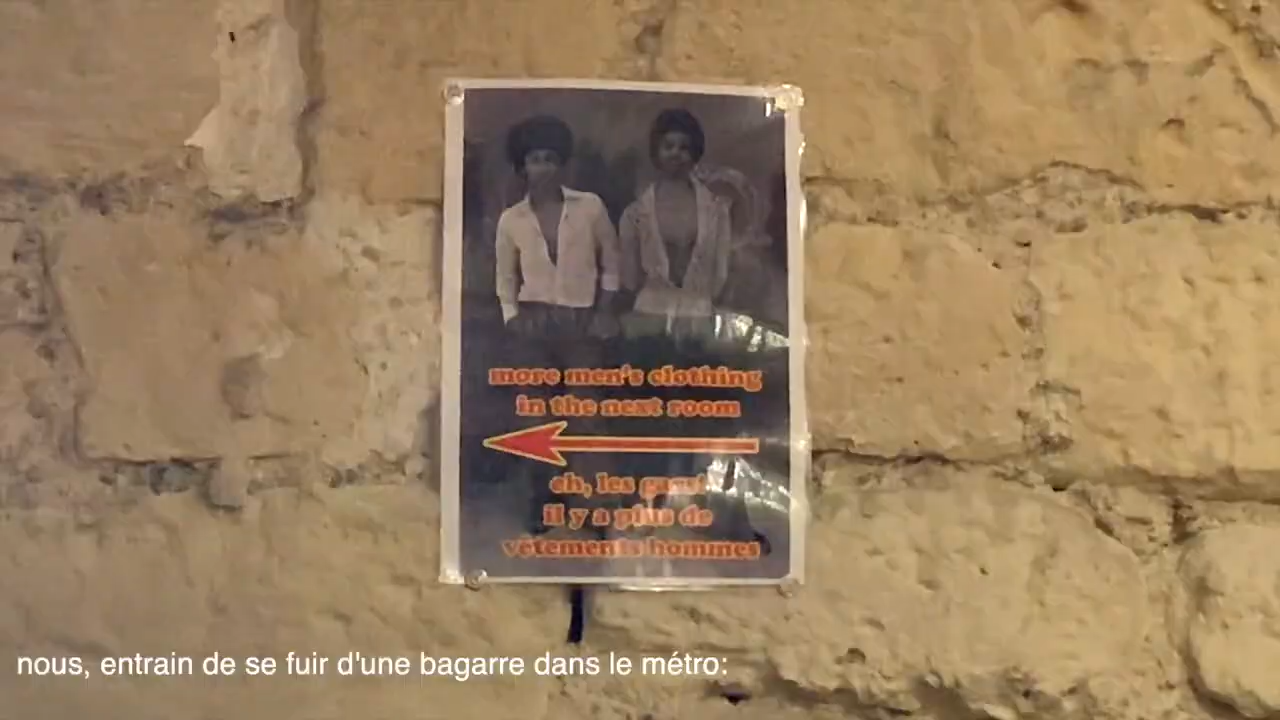 more men's clothing
in the next room
eh, les gars!
il y a plus de
vêtements hommes
nous, entrain de se fuir d'une bagarre dans le métro: